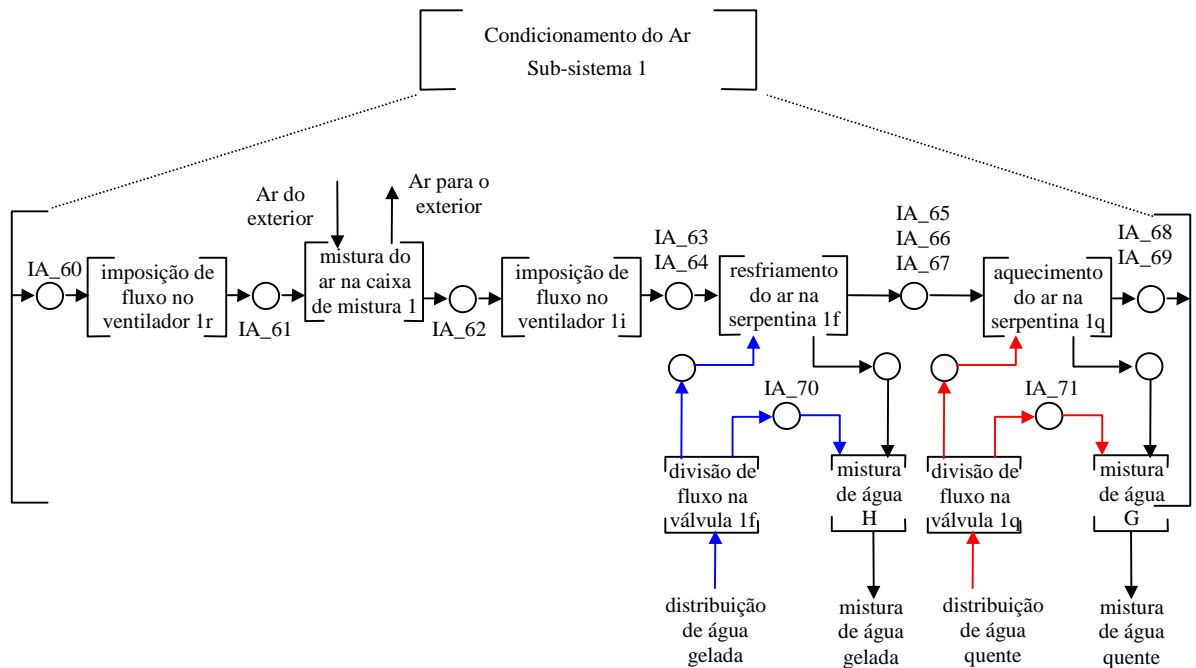 Condicionamento do Ar
Sub-sistema 1
Ar do
exterior
Ar para o
exterior
IA_60
imposição de
fluxo no
ventilador 1r
IA_61
mistura do
ar na caixa
de mistura 1
IA_62
imposição de
fluxo no
ventilador 1i
IA_63
IA_64
resfriamento
do ar na
serpentina 1f
IA_65
IA_66
IA_67
aquecimento
do ar na
serpentina 1q
IA_68
IA_69
IA_70
IA_71
divisão de
fluxo na
válvula 1f
mistura
de água
H
divisão de
fluxo na
válvula 1q
mistura
de água
G
distribuição
de água
gelada
mistura
de água
gelada
distribuição
de água
quente
mistura
de água
quente